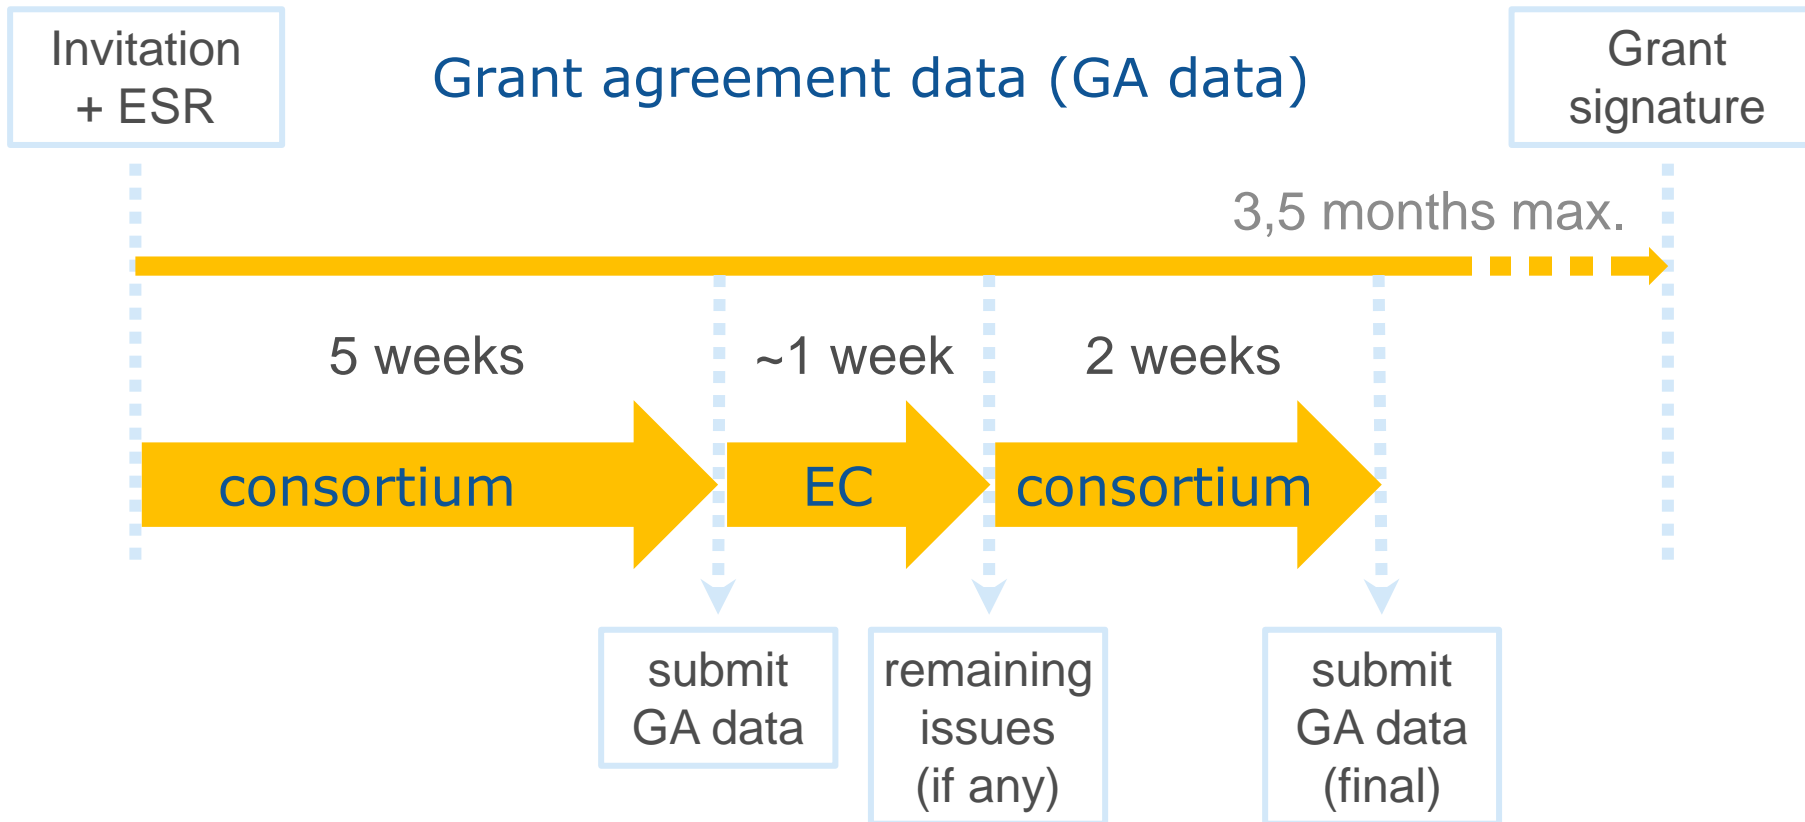 Invitation
+ ESR
Grant agreement data (GA data)
Grant
signature
3,5 months max.
5 weeks
~1 week
2 weeks
consortium
EC
consortium
submit
GA data
remaining
issues
(if any)
submit
GA data
(final)